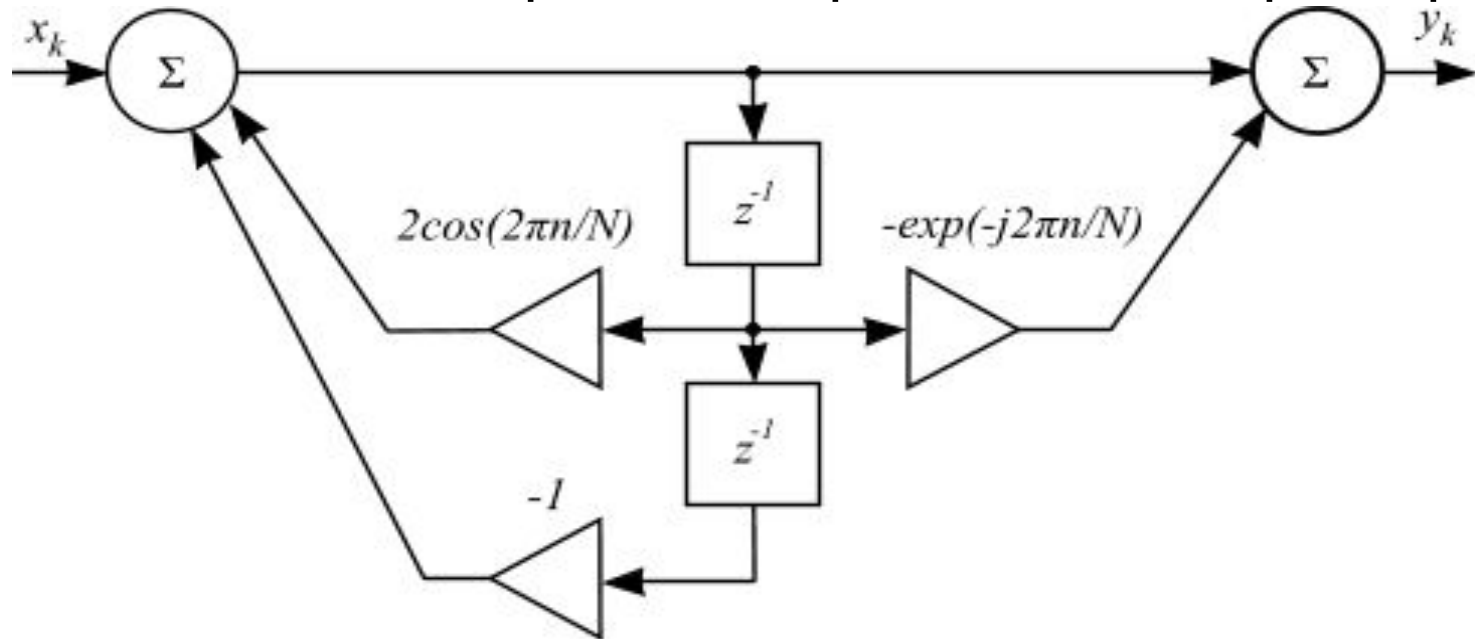 x_k
y_k
Σ
Σ
z^-1
2cos(2πn/N)
-exp(-j2πn/N)
z^-1
-1